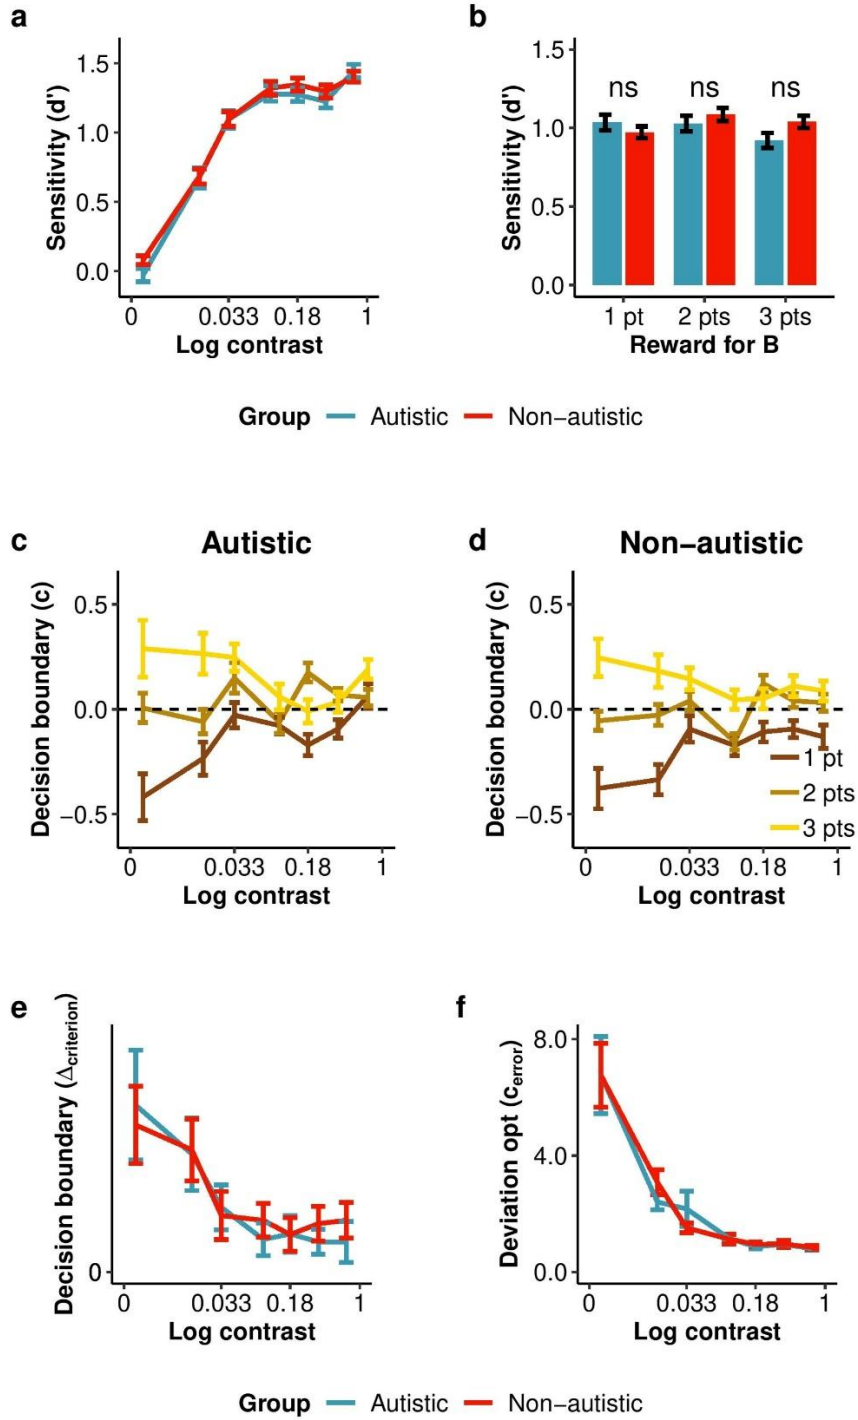 a
Sensitivity (d')
1.5
1.0
0.5
0.0
0 0.033 0.18 1
Log contrast
b
Sensitivity (d')
1.5
1.0
0.5
0.0
ns ns ns
1 pt 2 pts 3 pts
Reward for B
Group Autistic Non−autistic
c
Autistic
Decision boundary (c)
0.5
0.0
−0.5
0 0.033 0.18 1
Log contrast
d
Non−autistic
Decision boundary (c)
0.5
0.0
−0.5
1 pt
2 pts
3 pts
0 0.033 0.18 1
Log contrast
e
Decision boundary (Δcriterion)
0
0 0.033 0.18 1
Log contrast
f
Deviation opt (cerror)
8.0
4.0
0.0
0 0.033 0.18 1
Log contrast
Group Autistic Non−autistic